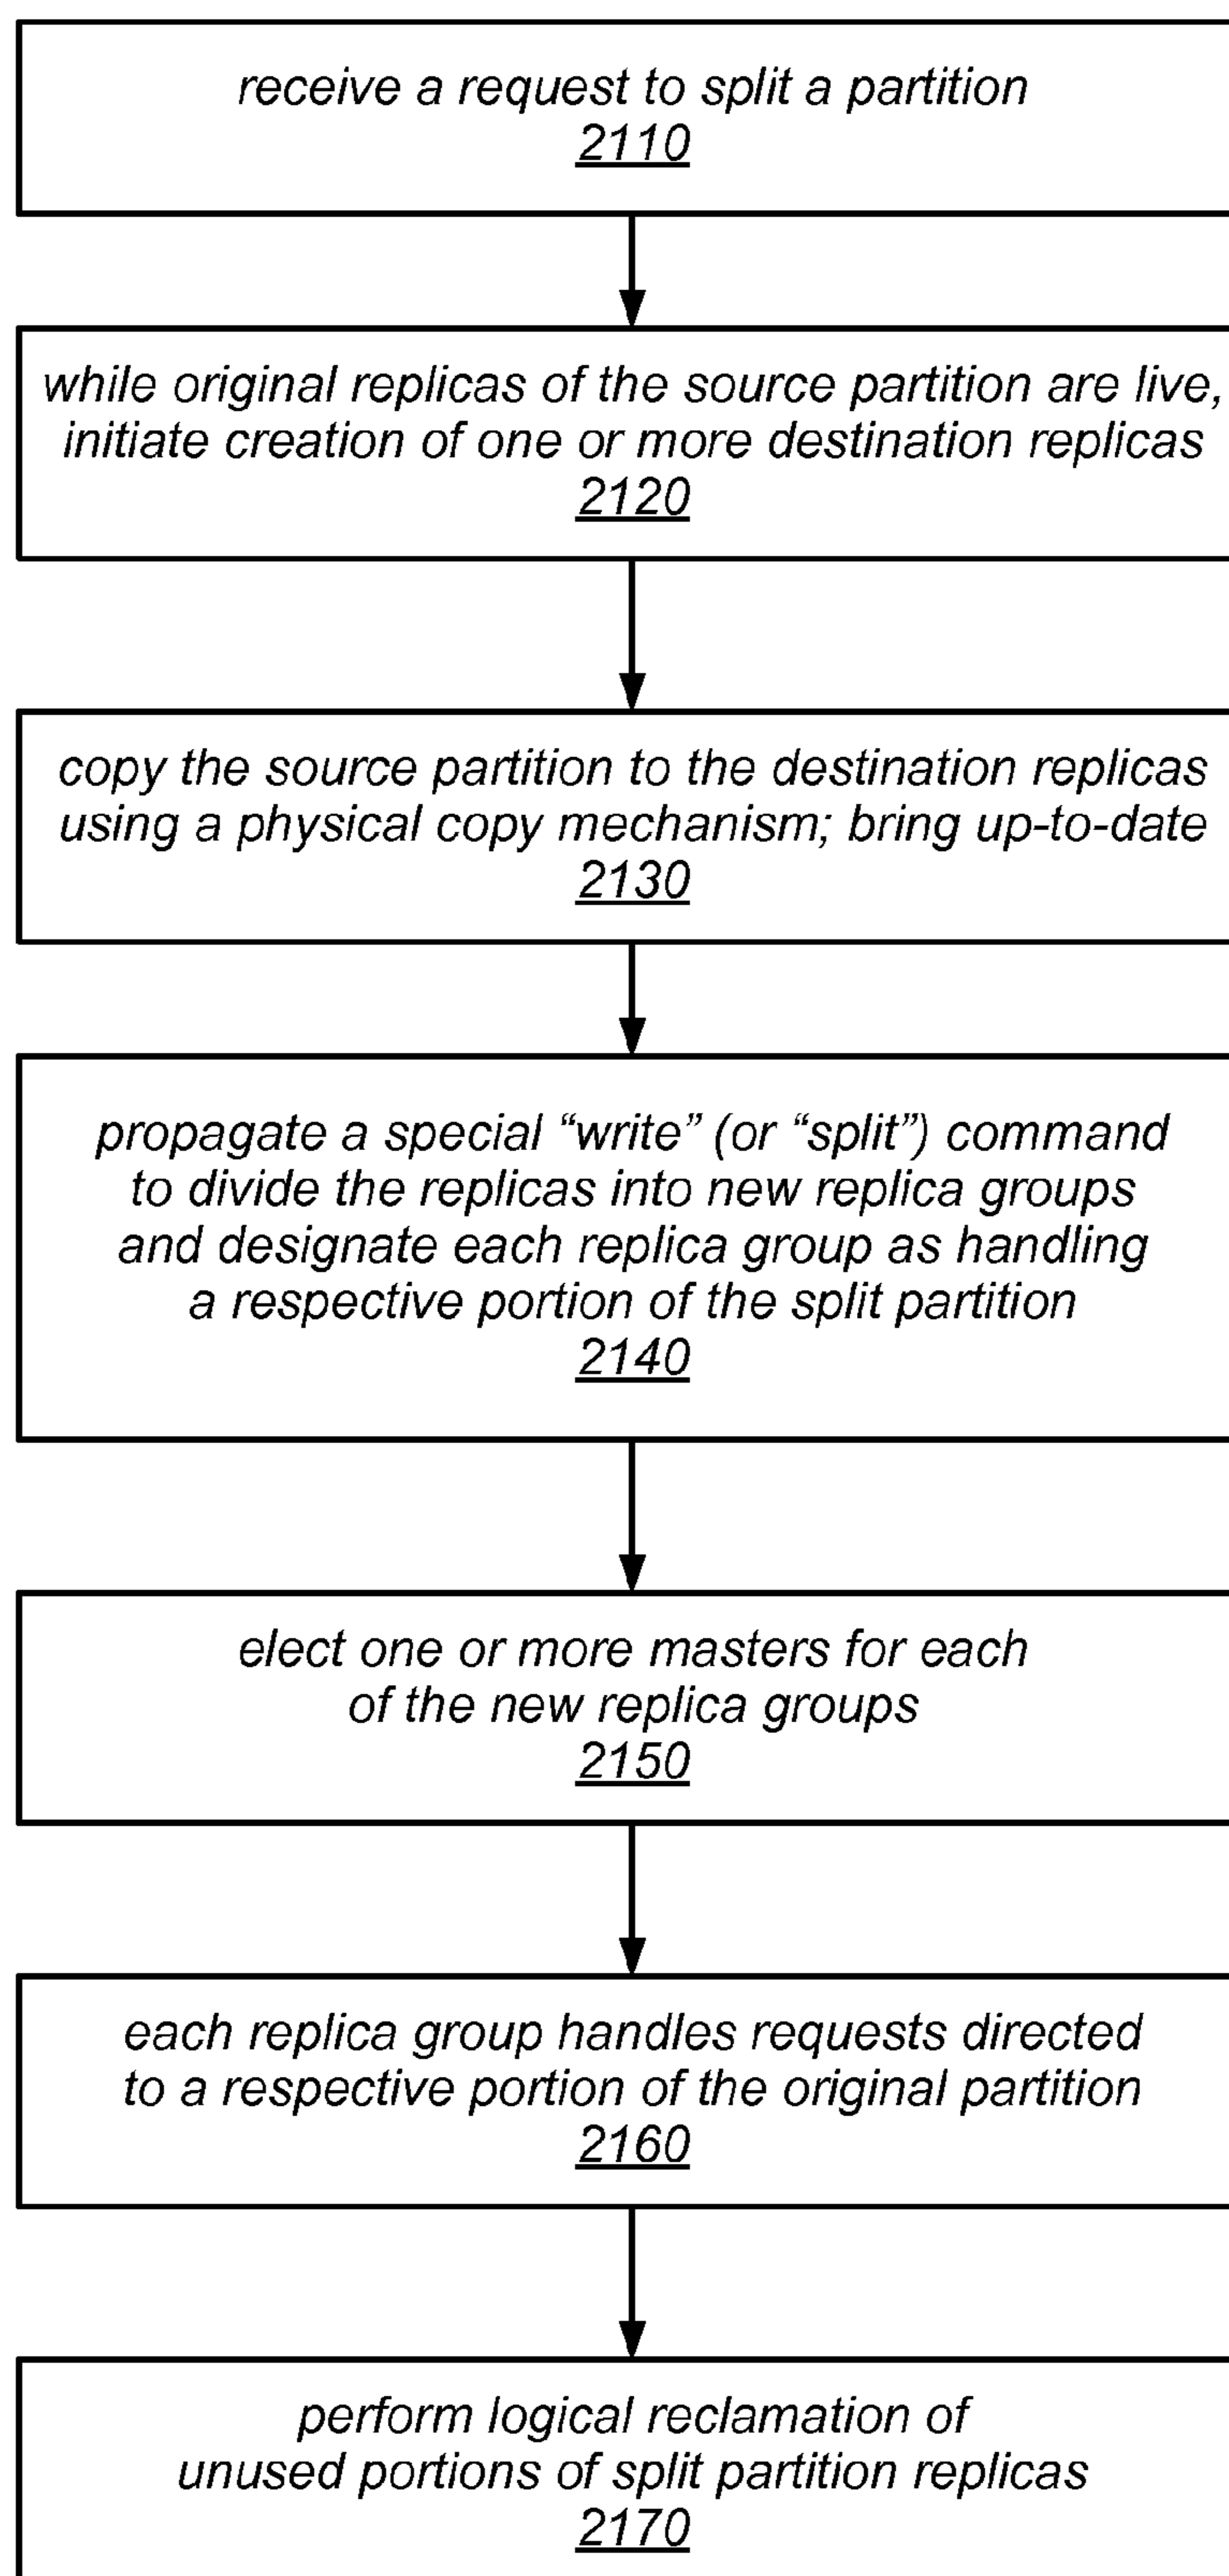 receive a request to split a partition
2110
while original replicas of the source partition are live,
initiate creation of one or more destination replicas
2120
copy the source partition to the destination replicas
using a physical copy mechanism; bring up-to-date
2130
propagate a special “write” (or “split”) command
to divide the replicas into new replica groups
and designate each replica group as handling
a respective portion of the split partition
2140
elect one or more masters for each
of the new replica groups
2150
each replica group handles requests directed
to a respective portion of the original partition
2160
perform logical reclamation of
unused portions of split partition replicas
2170